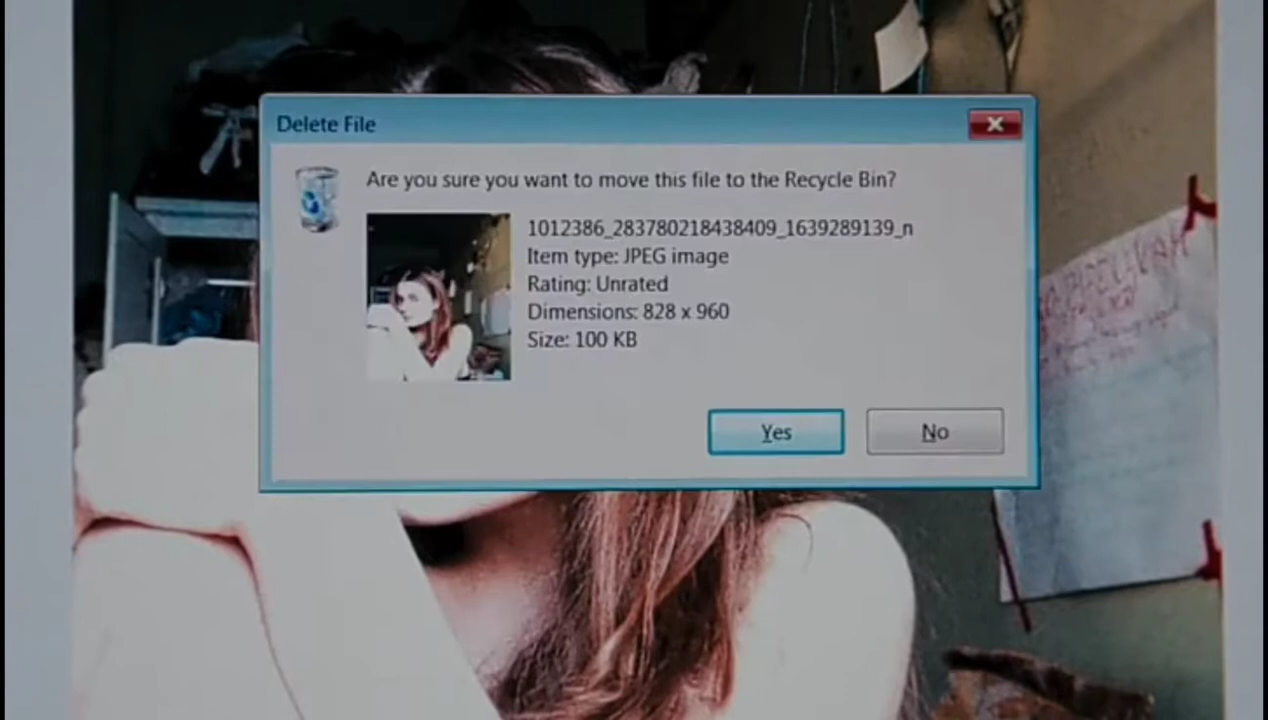 Delete File
Are you sure you want to move this file to the Recycle Bin?
1012386_283780218438409_1639289139_n
Item type: JPEG image
Rating: Unrated
Dimensions: 828 x 960
Size: 100 KB
Yes
No